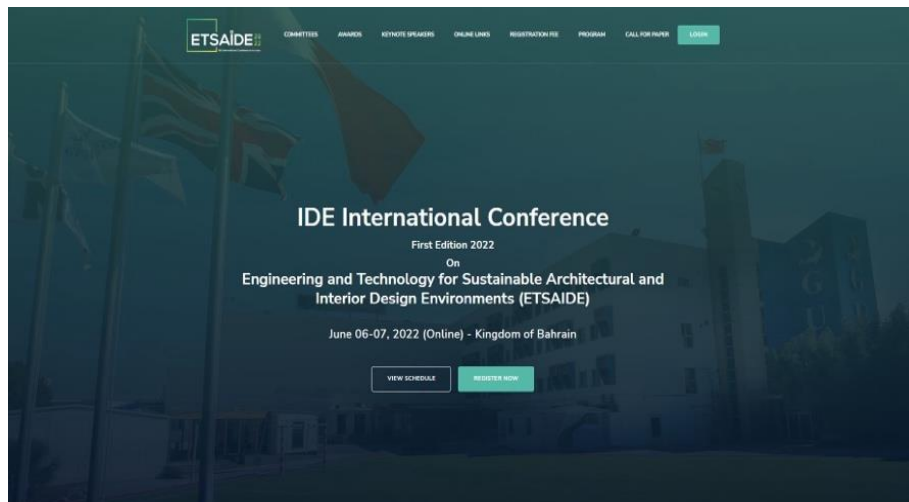 ETSAIDE
COMMITTEES AWARDS KEYNOTE SPEAKERS ONLINE LINKS REGISTRATION FEE PROGRAM CALL FOR PAPER LOGIN
IDE International Conference
First Edition 2022
On
Engineering and Technology for Sustainable Architectural and
Interior Design Environments (ETSAIDE)
June 06-07, 2022 (Online) - Kingdom of Bahrain
VIEW SCHEDULE REGISTER NOW